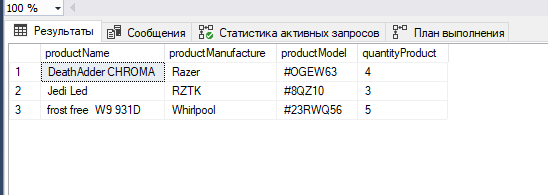 100 %
Результаты Сообщения Статистика активных запросов План выполнения
productName productManufacture productModel quantityProduct
1 DeathAdder CHROMA Razer #OGEW63 4
2 Jedi Led RZTK #8QZ10 3
3 frost free W9 931D Whirlpool #23RWQ56 5